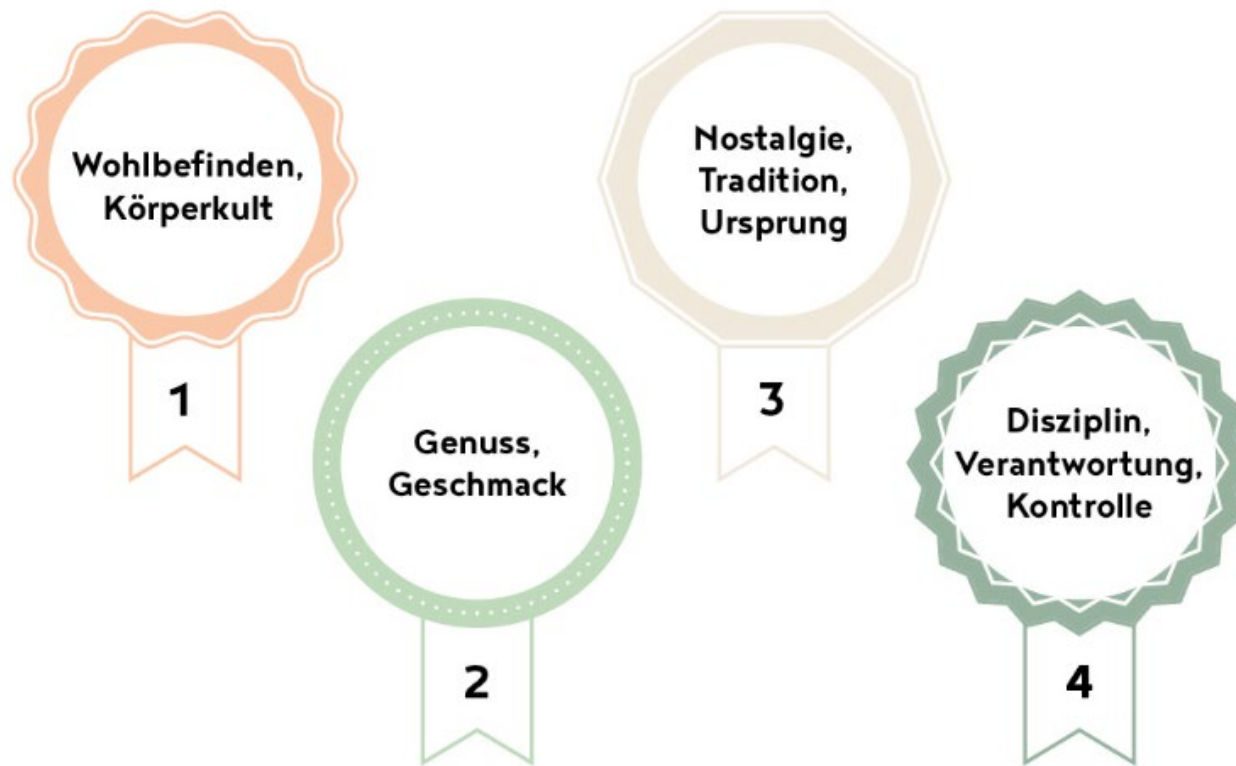 Wohlbefinden,
Körperkult
1
Genuss,
Geschmack
2
Nostalgie,
Tradition,
Ursprung
3
Disziplin,
Verantwortung,
Kontrolle
4